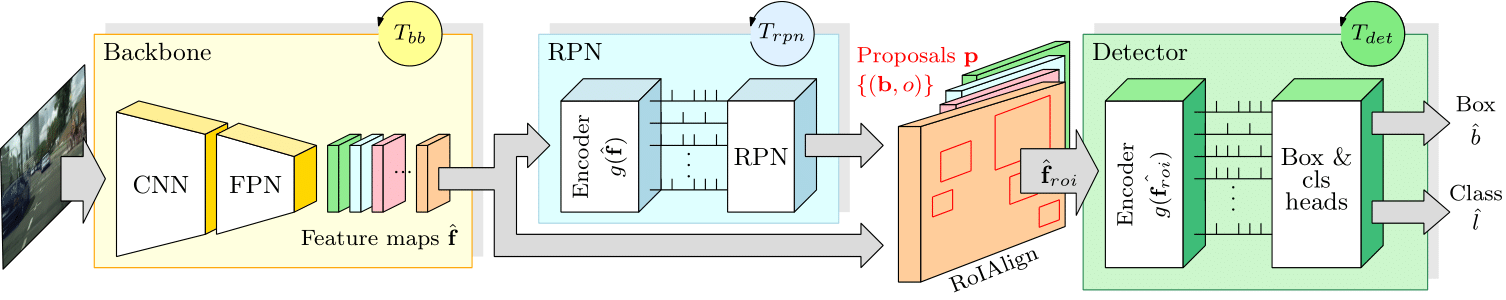 Backbone
T_{bb}
CNN
FPN
...
Feature maps \hat{\mathbf{f}}
RPN
T_{rpn}
Encoder
g(\hat{\mathbf{f}})
RPN
Proposals \mathbf{p}
\{(\mathbf{b}, o)\}
RoIAlign
\hat{\mathbf{f}}_{roi}
Detector
T_{det}
Encoder
g(\hat{\mathbf{f}}_{roi})
Box &
cls
heads
Box
\hat{b}
Class
\hat{l}